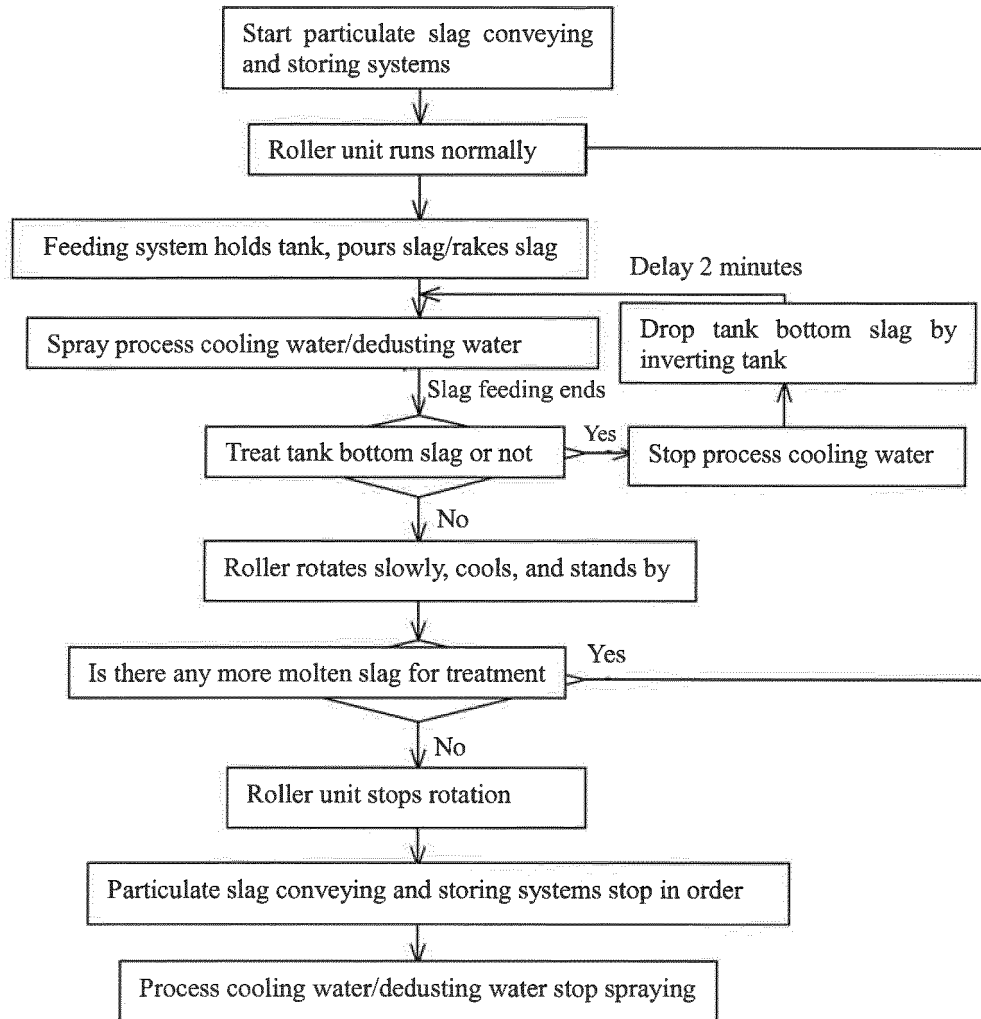 Start particulate slag conveying
and storing systems
Roller unit runs normally
Feeding system holds tank, pours slag/rakes slag
Delay 2 minutes
Drop tank bottom slag by
inverting tank
Spray process cooling water/dedusting water
Slag feeding ends
Treat tank bottom slag or not
Yes
Stop process cooling water
No
Roller rotates slowly, cools, and stands by
Is there any more molten slag for treatment
Yes
No
Roller unit stops rotation
Particulate slag conveying and storing systems stop in order
Process cooling water/dedusting water stop spraying